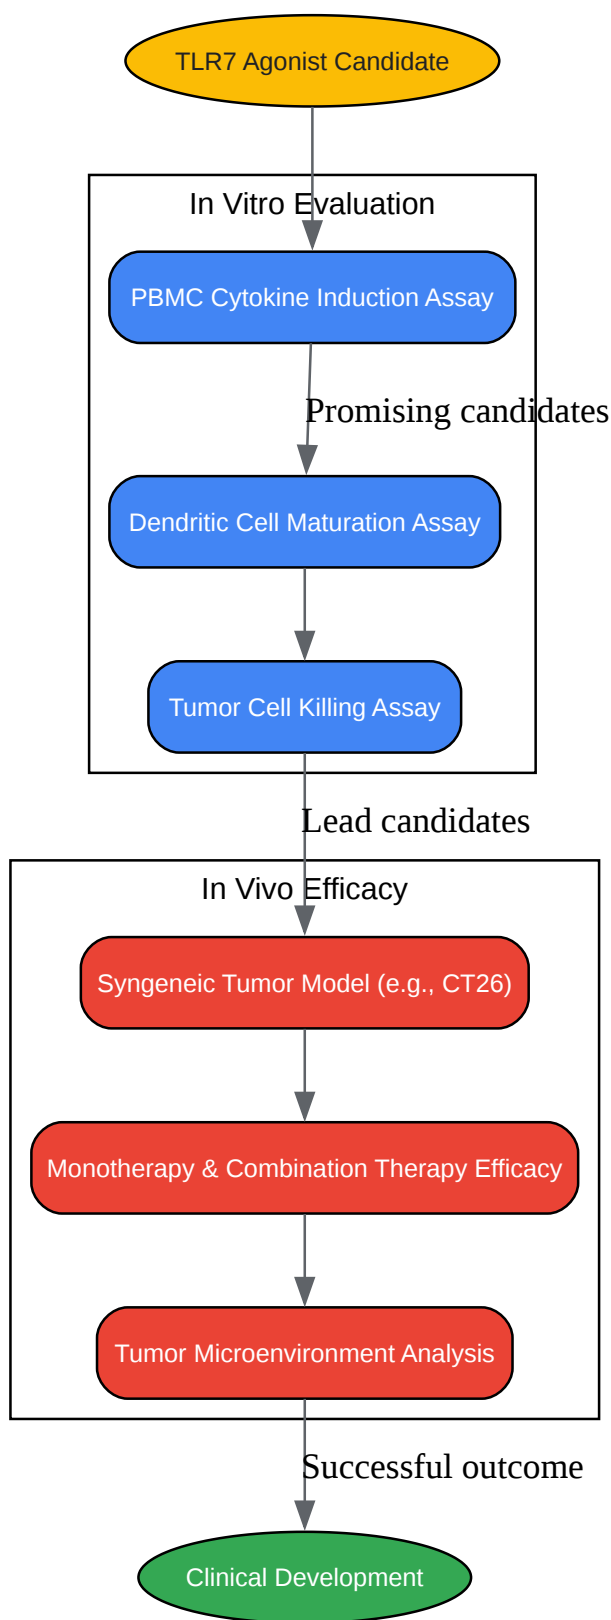 TLR7 Agonist Candidate
In Vitro Evaluation
PBMC Cytokine Induction Assay
Promising candidates
Dendritic Cell Maturation Assay
Tumor Cell Killing Assay
Lead candidates
In Vivo Efficacy
Syngeneic Tumor Model (e.g., CT26)
Monotherapy & Combination Therapy Efficacy
Tumor Microenvironment Analysis
Successful outcome
Clinical Development